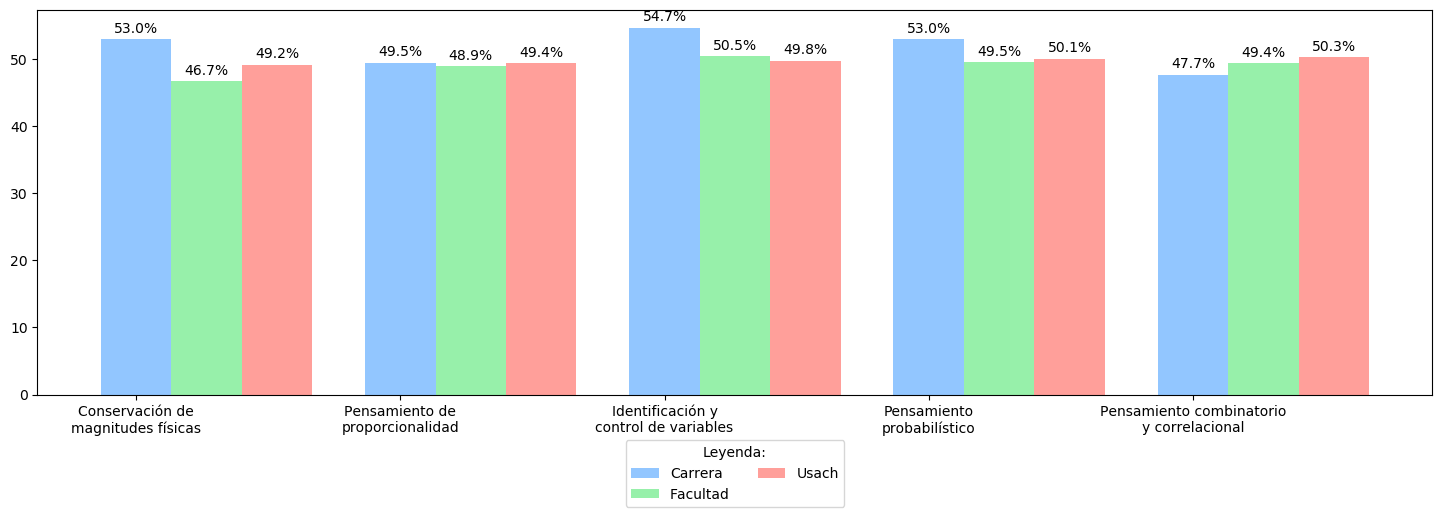 53.0%
46.7%
49.2%
49.5%
48.9%
49.4%
54.7%
50.5%
49.8%
53.0%
49.5%
50.1%
47.7%
49.4%
50.3%
50
40
30
20
10
0
Conservación de
magnitudes físicas
Pensamiento de
proporcionalidad
Identificación y
control de variables
Pensamiento
probabilístico
Pensamiento combinatorio
y correlacional
Leyenda:
Carrera
Facultad
Usach